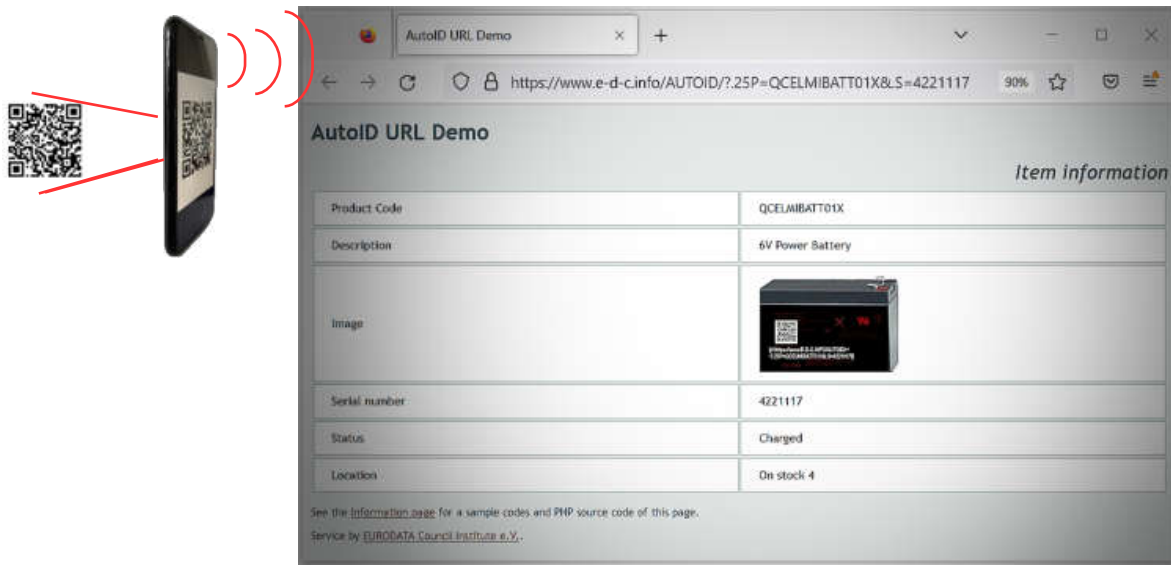 AutoID URL Demo
https://www.e-d-c.info/AUTOID/?.25P=QCELMIBATT01X&.S=4221117
90%
AutoID URL Demo
Item information
Product Code QCELMIBATT01X
Description 6V Power Battery
Image
Serial number 4221117
Status Charged
Location On stock 4
See the Information page for a sample codes and PHP source code of this page.
Service by EURODATA Council Institute e.V..